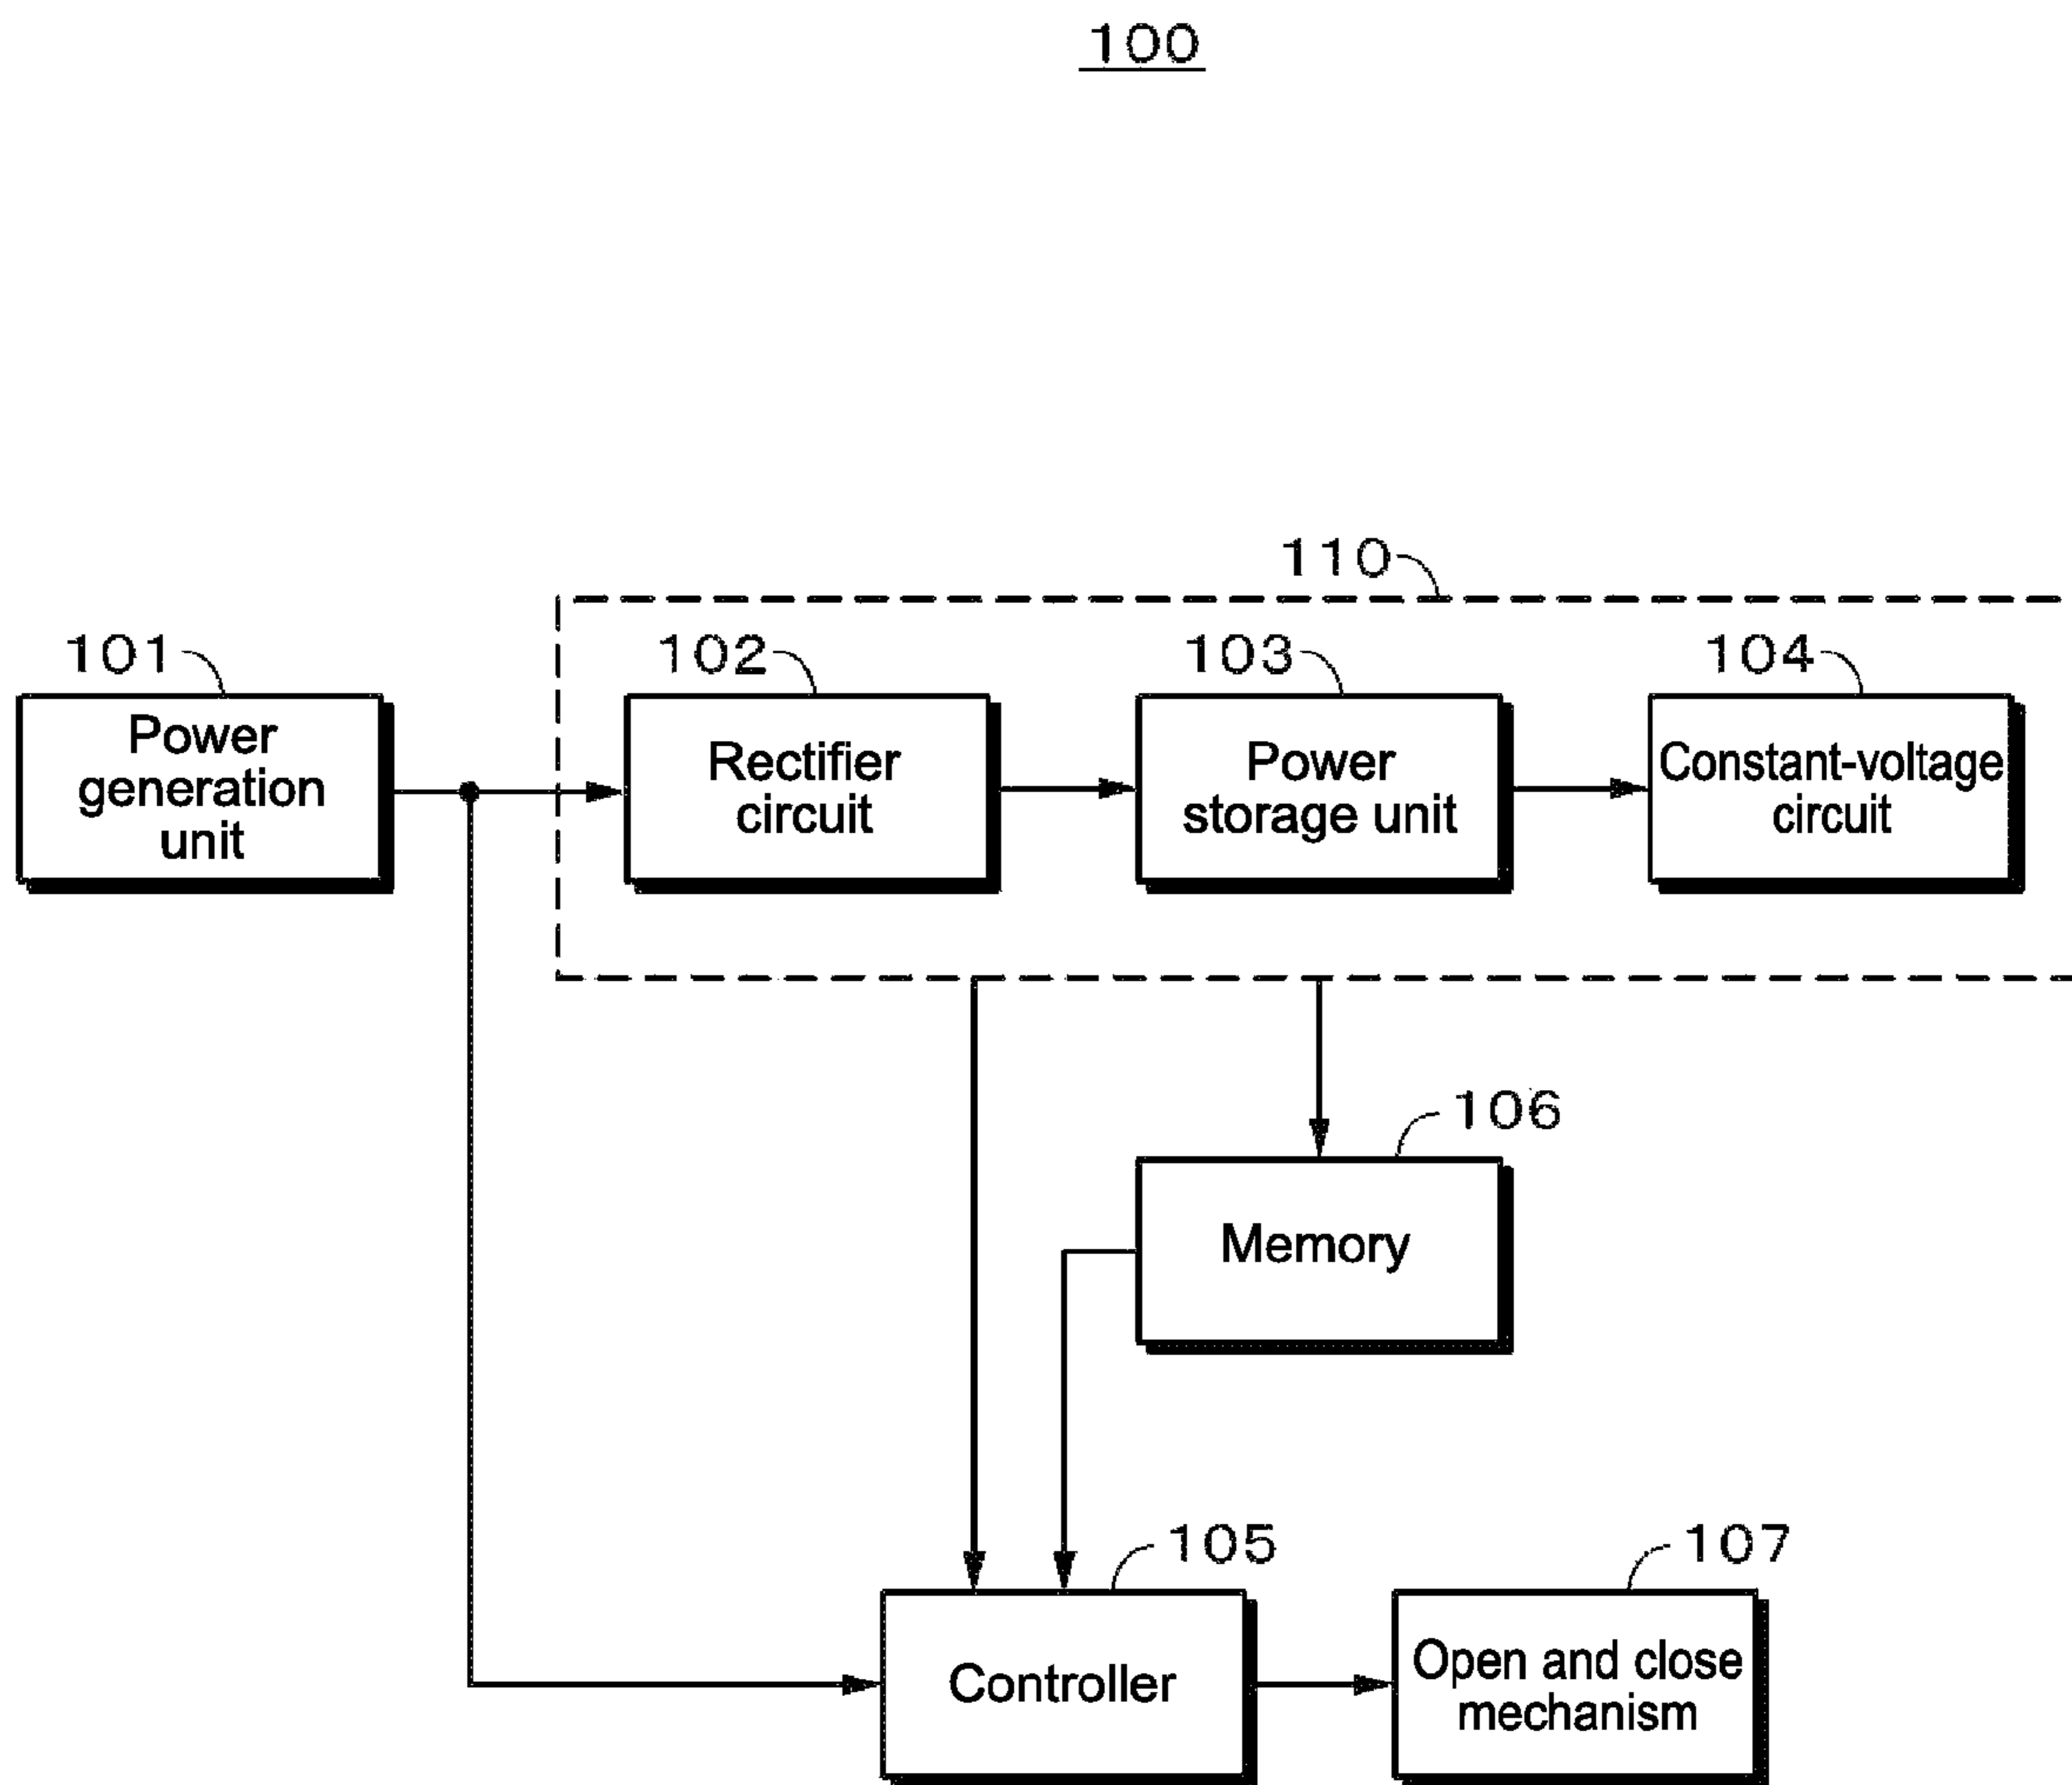 100
110
101
102
103
104
Power
generation
unit
Rectifier
circuit
Power
storage unit
Constant-voltage
circuit
106
Memory
105
107
Controller
Open and close
mechanism